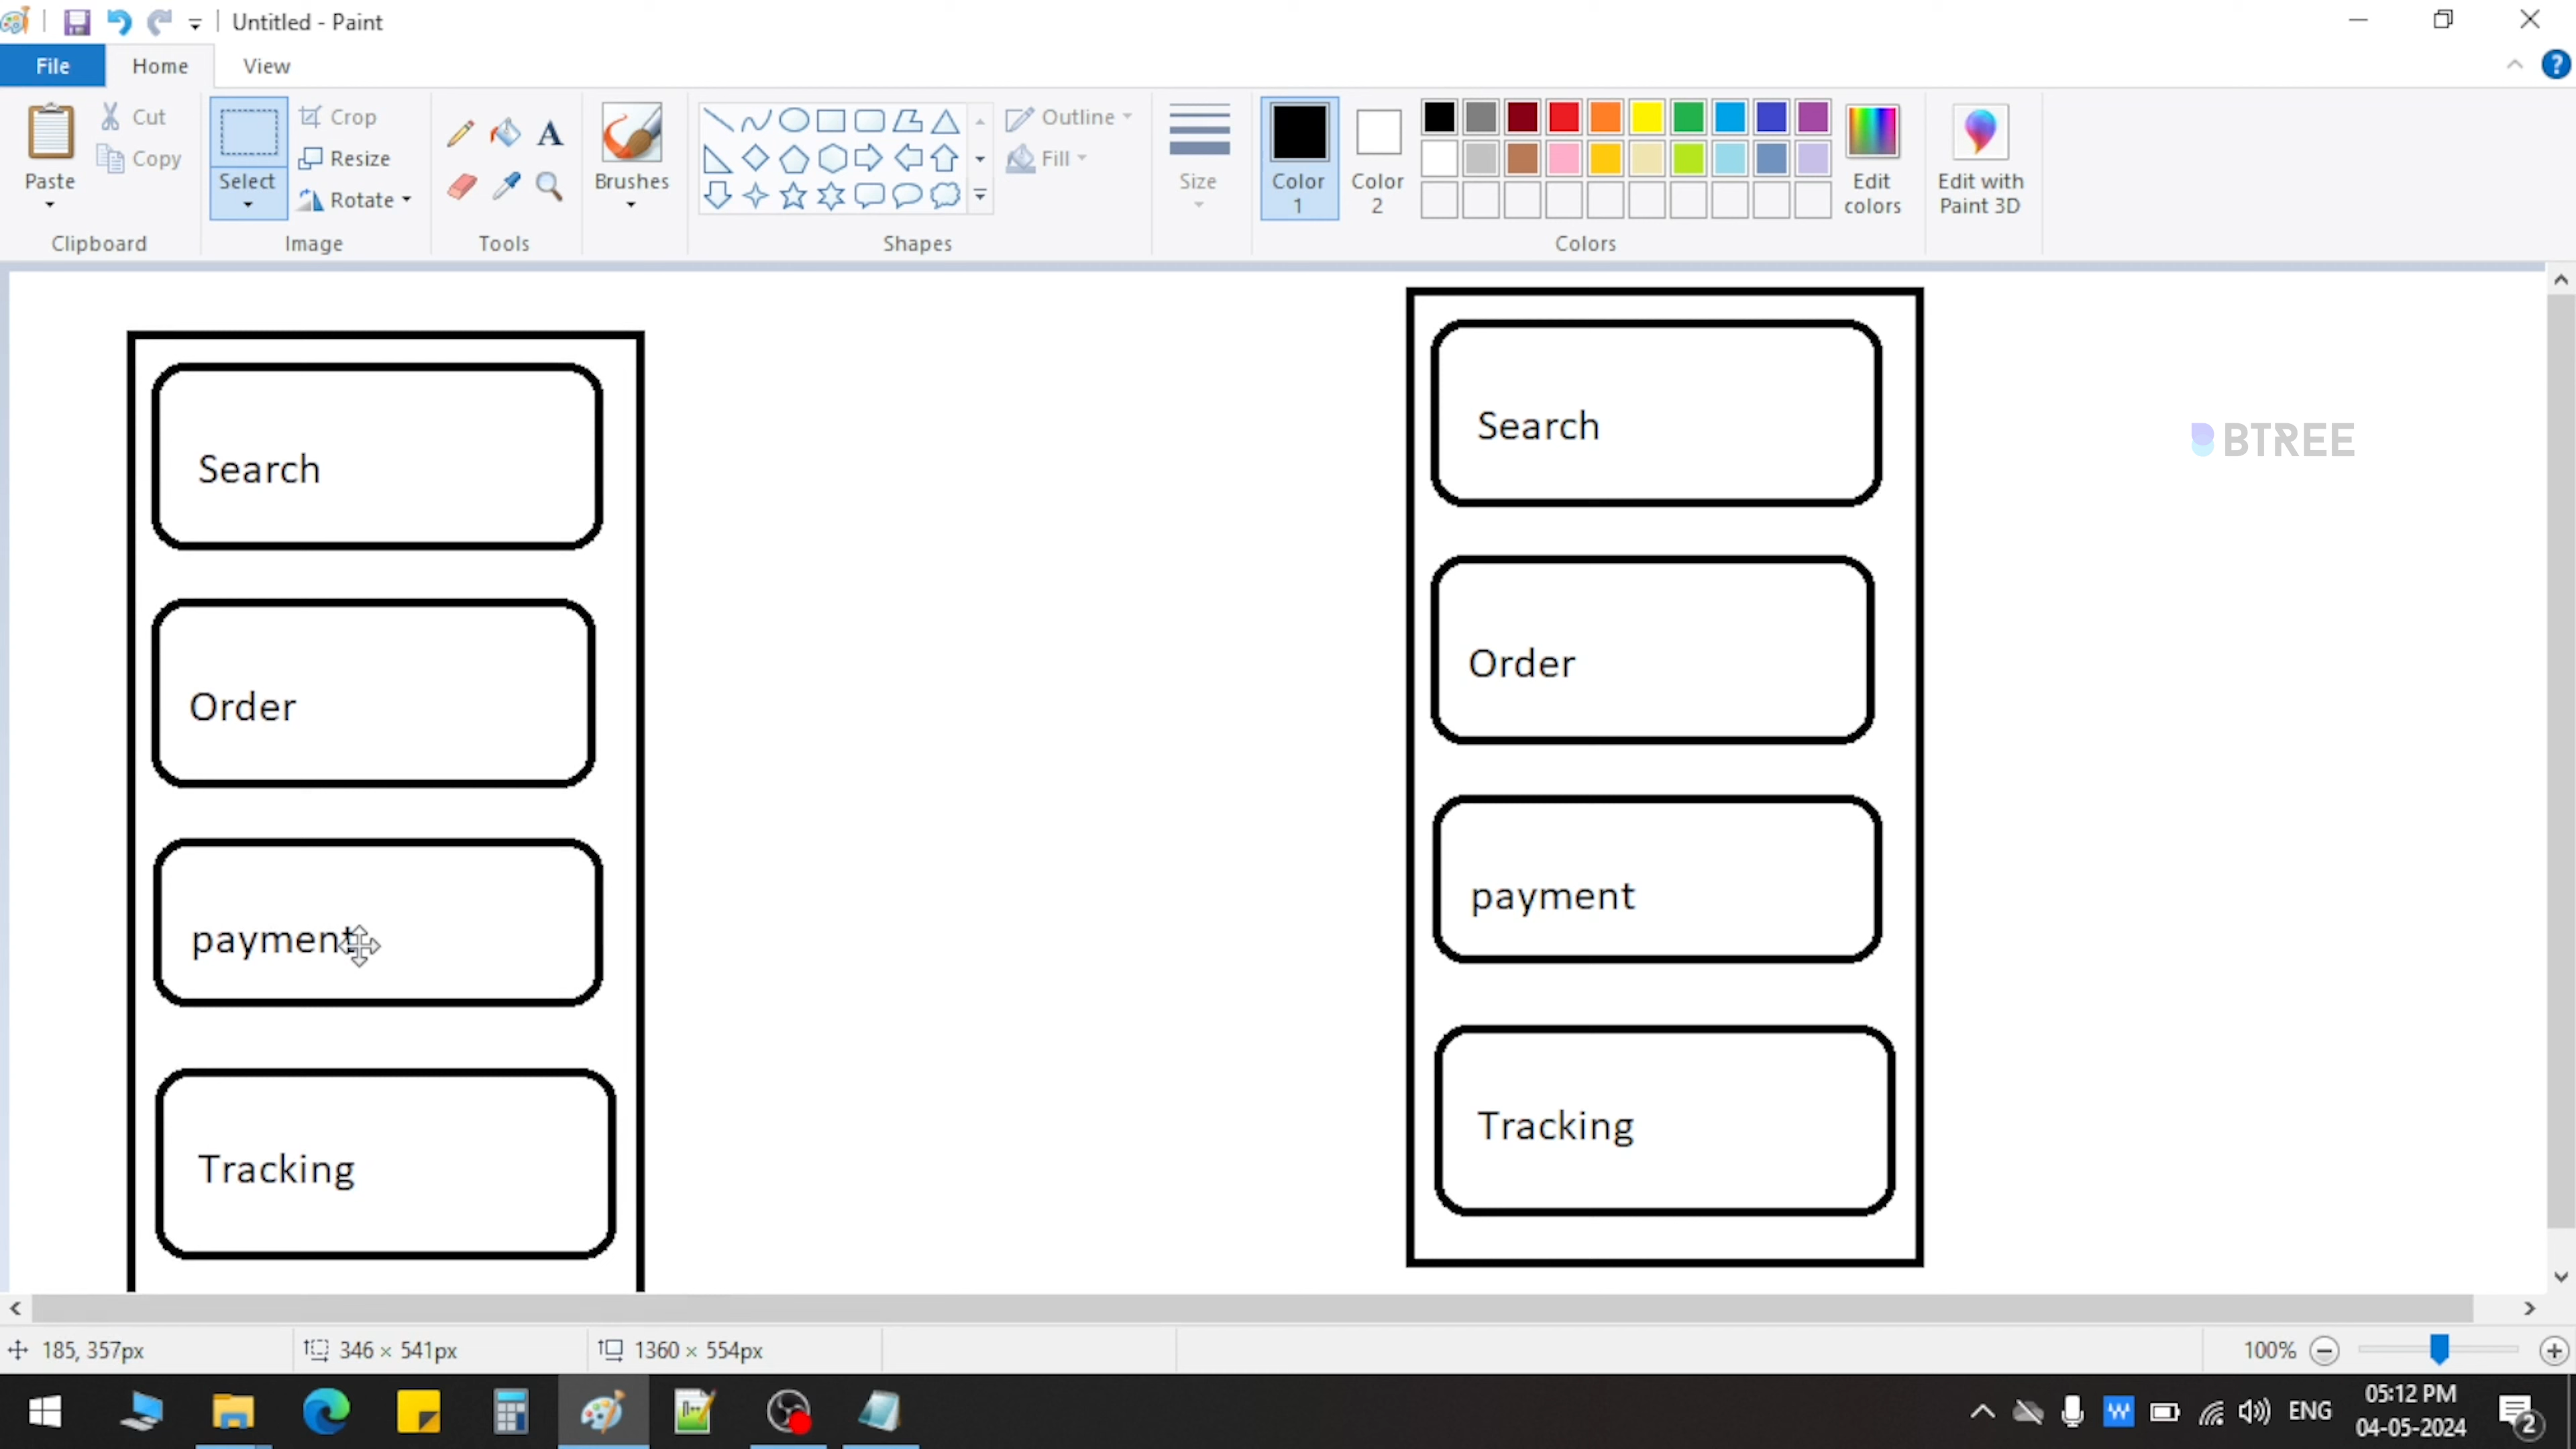 Untitled - Paint
File
Home
View
Paste
Cut
Copy
Clipboard
Select
Crop
Resize
Rotate
Image
A
Tools
Brushes
Shapes
Outline
Fill
Size
Color
1
Color
2
Colors
Edit
colors
Edit with
Paint 3D
Search
Order
payment
Tracking
Search
Order
payment
Tracking
BTREE
185, 357px
346 × 541px
1360 × 554px
100%
W
ENG
05:12 PM
04-05-2024
2